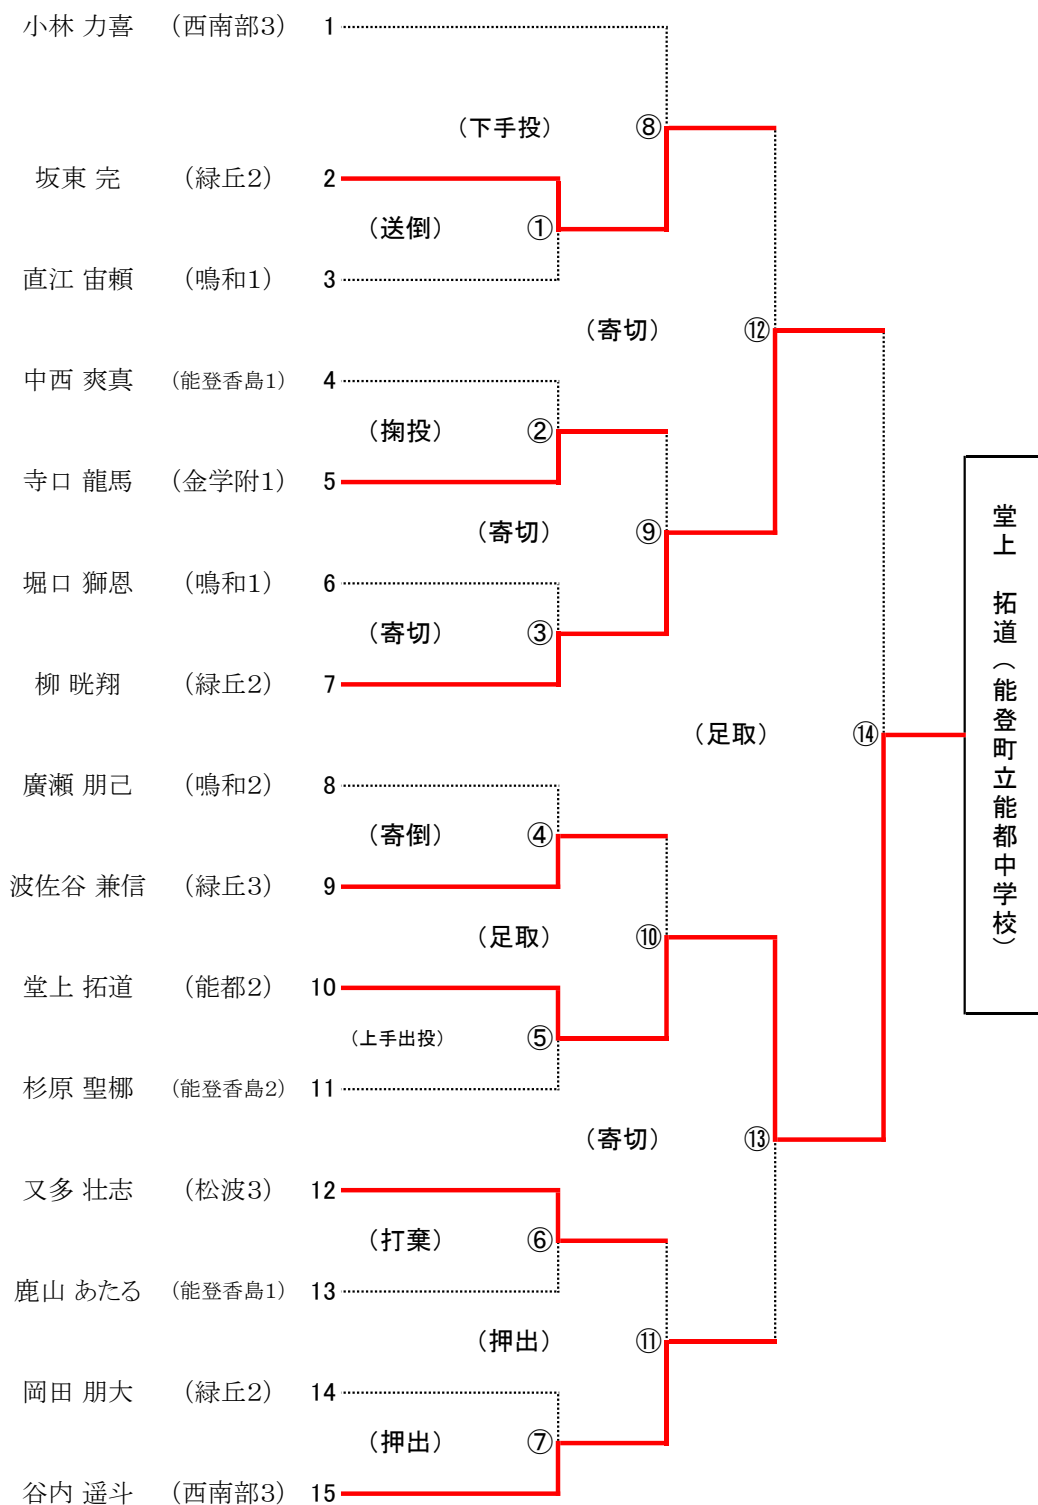 小林 力喜 （西南部3） 1
（下手投） ⑧
坂東 完 （緑丘2） 2
（送倒） ①
直江 宙頼 （鳴和1） 3
（寄切） ⑫
中西 爽真 （能登香島1） 4
（掬投） ②
寺口 龍馬 （金学附1） 5
（寄切） ⑨
堀口 獅恩 （鳴和1） 6
（寄切） ③
柳 晄翔 （緑丘2） 7
（足取） ⑭
堂上 拓道（能登町立能都中学校）
廣瀬 朋己 （鳴和2） 8
（寄倒） ④
波佐谷 兼信 （緑丘3） 9
（足取） ⑩
堂上 拓道 （能都2） 10
（上手出投） ⑤
杉原 聖梛 （能登香島2） 11
（寄切） ⑬
又多 壮志 （松波3） 12
（打棄） ⑥
鹿山 あたる （能登香島1） 13
（押出） ⑪
岡田 朋大 （緑丘2） 14
（押出） ⑦
谷内 遥斗 （西南部3） 15